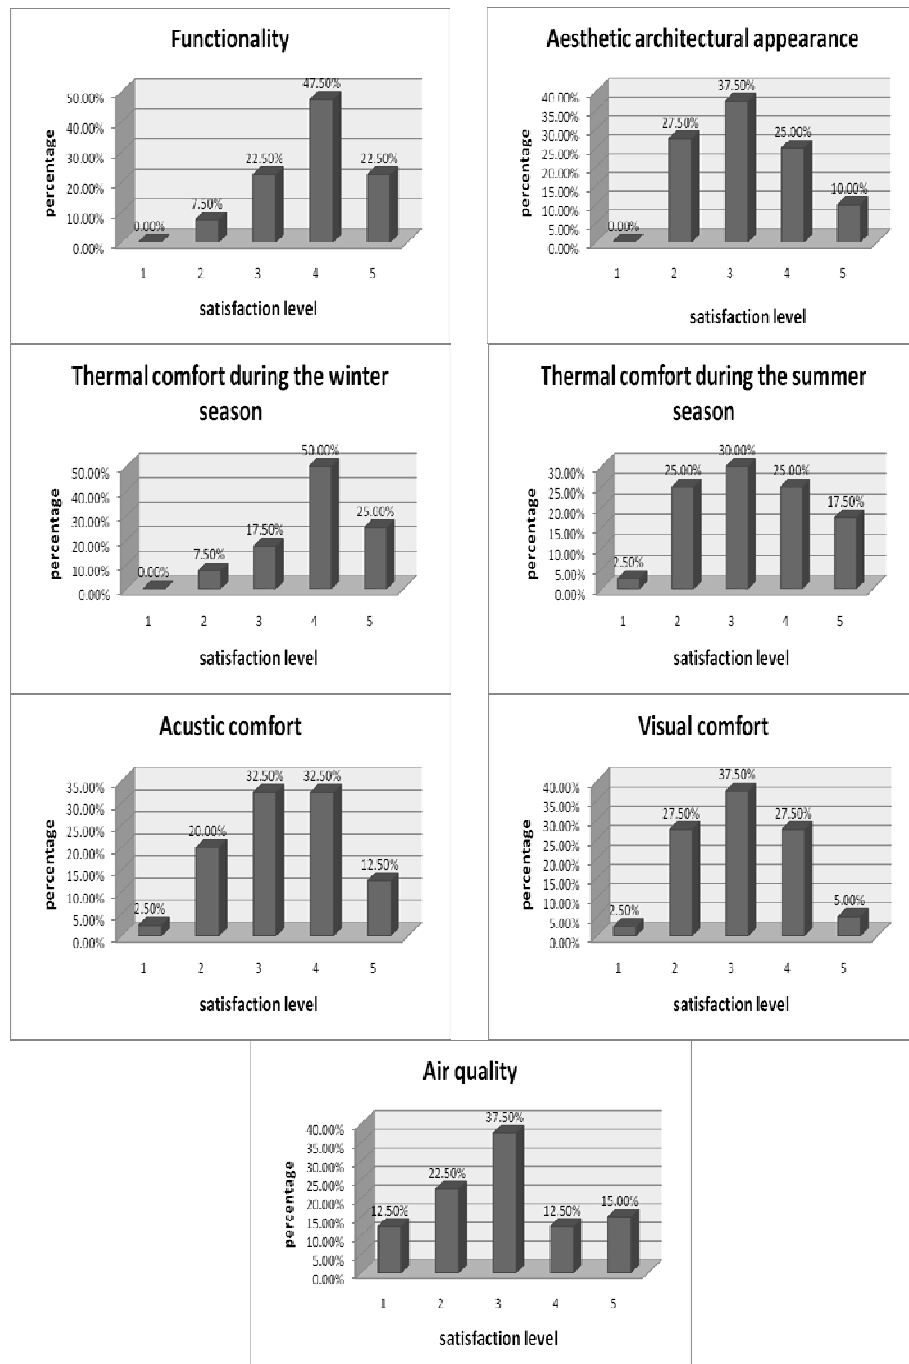 Functionality
50.00%
40.00%
30.00%
20.00%
10.00%
0.00%
percentage
0.00%
7.50%
22.50%
47.50%
22.50%
1 2 3 4 5
satisfaction level
Aesthetic architectural appearance
40.00%
35.00%
30.00%
25.00%
20.00%
15.00%
10.00%
5.00%
0.00%
percentage
0.00%
27.50%
37.50%
25.00%
10.00%
1 2 3 4 5
satisfaction level
Thermal comfort during the winter
season
50.00%
40.00%
30.00%
20.00%
10.00%
0.00%
percentage
0.00%
7.50%
17.50%
50.00%
25.00%
1 2 3 4 5
satisfaction level
Thermal comfort during the summer
season
30.00%
25.00%
20.00%
15.00%
10.00%
5.00%
0.00%
percentage
2.50%
25.00%
30.00%
25.00%
17.50%
1 2 3 4 5
satisfaction level
Acustic comfort
35.00%
30.00%
25.00%
20.00%
15.00%
10.00%
5.00%
0.00%
percentage
2.50%
20.00%
32.50%
32.50%
12.50%
1 2 3 4 5
satisfaction level
Visual comfort
40.00%
35.00%
30.00%
25.00%
20.00%
15.00%
10.00%
5.00%
0.00%
percentage
2.50%
27.50%
37.50%
27.50%
5.00%
1 2 3 4 5
satisfaction level
Air quality
40.00%
35.00%
30.00%
25.00%
20.00%
15.00%
10.00%
5.00%
0.00%
percentage
12.50%
22.50%
37.50%
12.50%
15.00%
1 2 3 4 5
satisfaction level